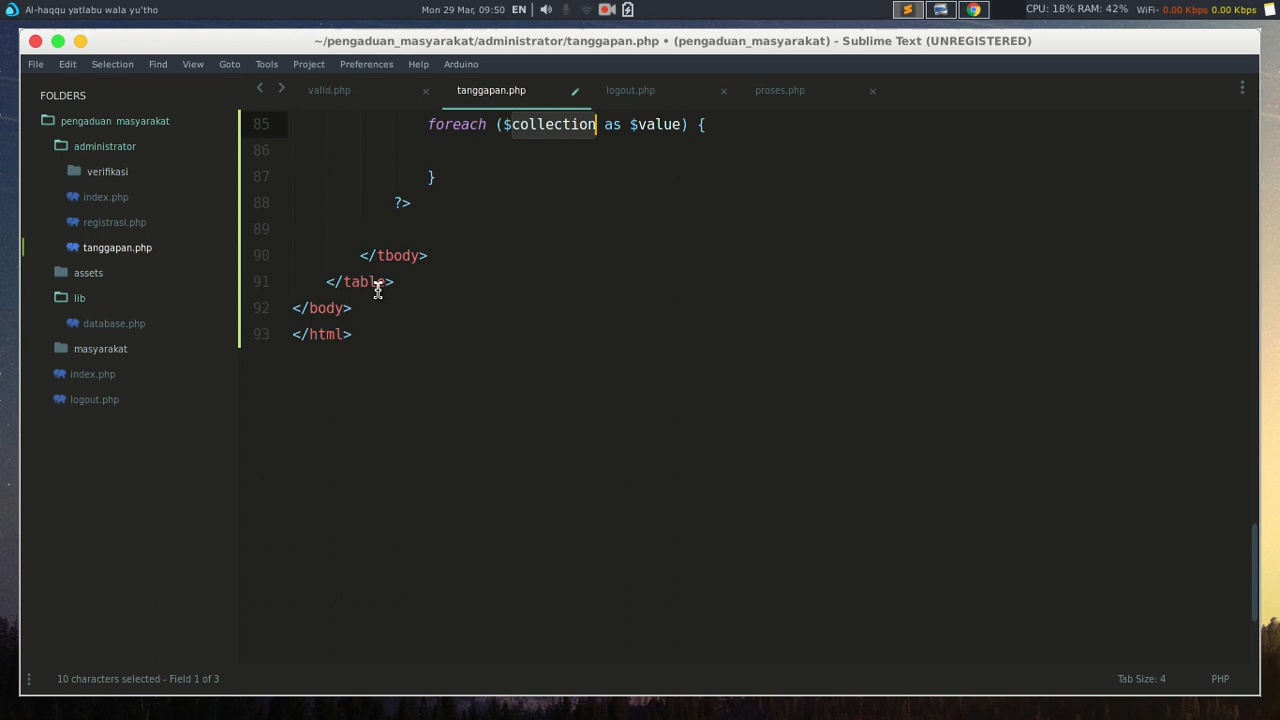 Al-haqqu yatlabu wala yu'tho
Mon 29 Mar, 09:50 EN
CPU: 18% RAM: 42% WiFi- 0.00 Kbps 0.00 Kbps
~/pengaduan_masyarakat/administrator/tanggapan.php • (pengaduan_masyarakat) - Sublime Text (UNREGISTERED)
File Edit Selection Find View Goto Tools Project Preferences Help Arduino
FOLDERS
pengaduan masyarakat
administrator
verifikasi
index.php
registrasi.php
tanggapan.php
assets
lib
database.php
masyarakat
index.php
logout.php
valid.php × tanggapan.php logout.php × proses.php ×
85 foreach ($collection as $value) {
86
87 }
88 ?>
89
90 </tbody>
91 </table>
92 </body>
93 </html>
10 characters selected - Field 1 of 3
Tab Size: 4 PHP